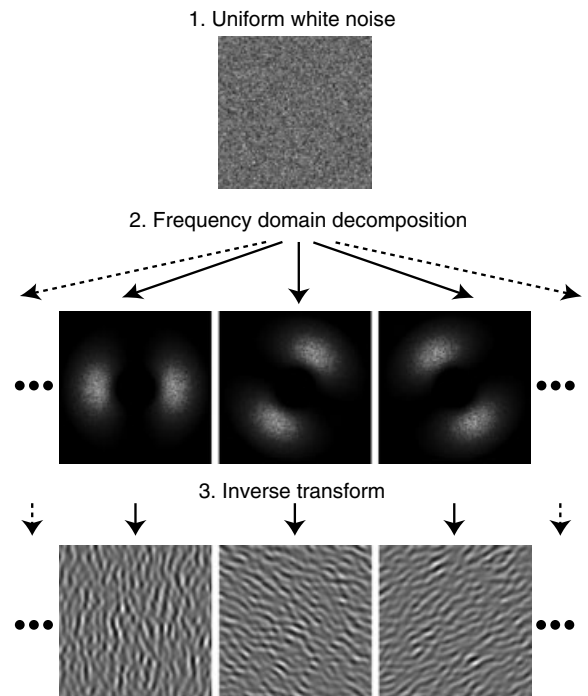 1. Uniform white noise
2. Frequency domain decomposition
3. Inverse transform